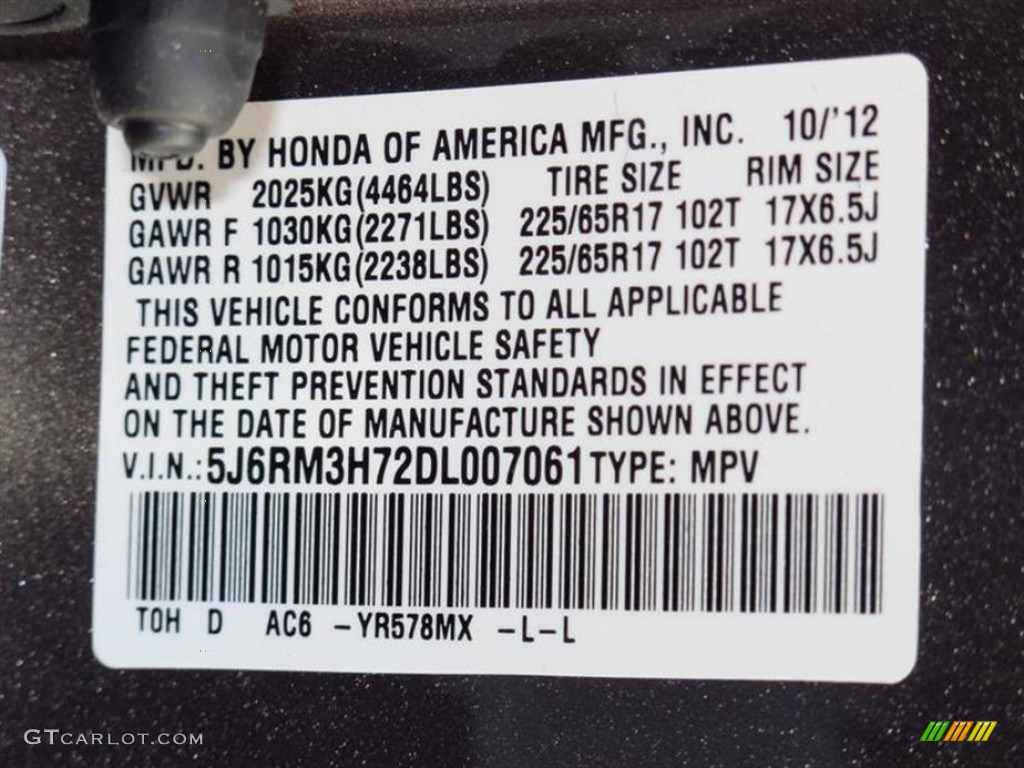 MFD. BY HONDA OF AMERICA MFG., INC. 10/'12
GVWR 2025KG(4464LBS) TIRE SIZE RIM SIZE
GAWR F 1030KG(2271LBS) 225/65R17 102T 17X6.5J
GAWR R 1015KG(2238LBS) 225/65R17 102T 17X6.5J
THIS VEHICLE CONFORMS TO ALL APPLICABLE
FEDERAL MOTOR VEHICLE SAFETY
AND THEFT PREVENTION STANDARDS IN EFFECT
ON THE DATE OF MANUFACTURE SHOWN ABOVE.
V.I.N.:5J6RM3H72DL007061 TYPE: MPV
TOH D AC6 -YR578MX -L-L
GTCARLOT.COM